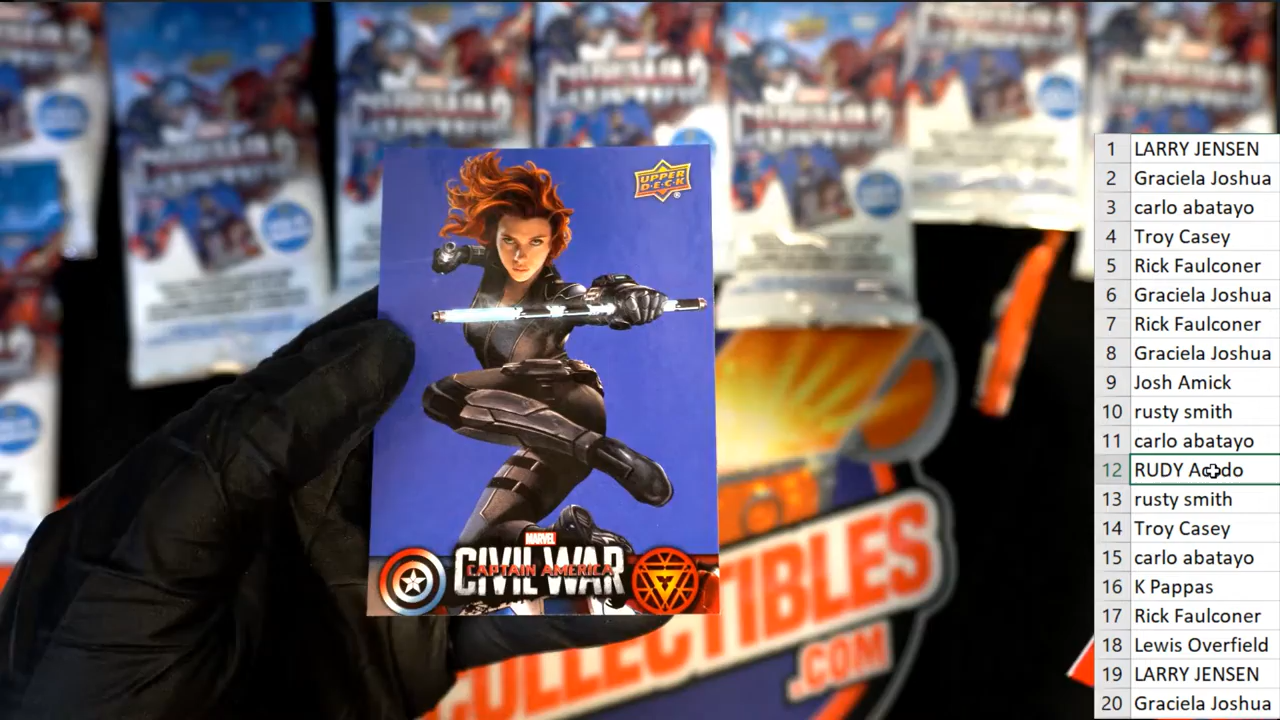 UPPER
DECK
MARVEL
CIVIL WAR
CAPTAIN AMERICA
COLLECTIBLES
.COM
1 LARRY JENSEN
2 Graciela Joshua
3 carlo abatayo
4 Troy Casey
5 Rick Faulconer
6 Graciela Joshua
7 Rick Faulconer
8 Graciela Joshua
9 Josh Amick
10 rusty smith
11 carlo abatayo
12 RUDY
13 rusty smith
14 Troy Casey
15 carlo abatayo
16 K Pappas
17 Rick Faulconer
18 Lewis Overfield
19 LARRY JENSEN
20 Graciela Joshua